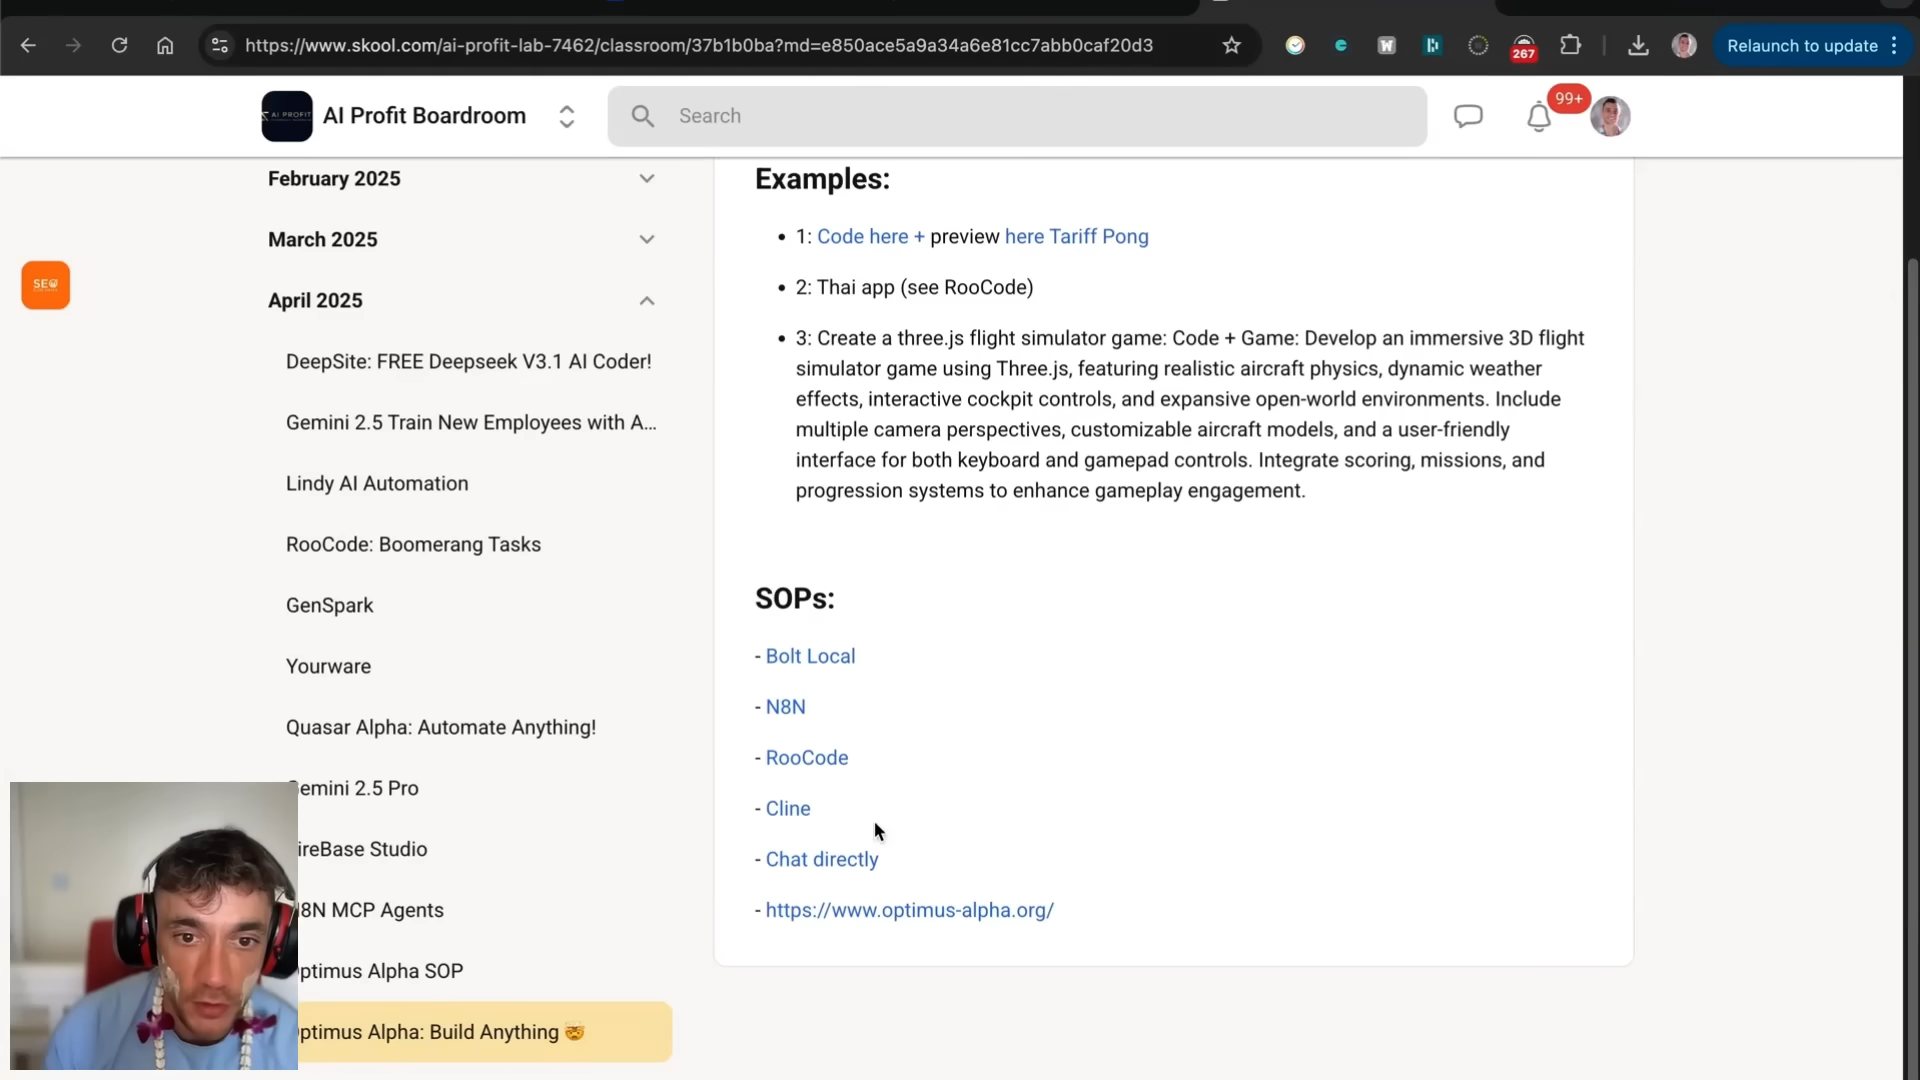 https://www.skool.com/ai-profit-lab-7462/classroom/37b1b0ba?md=e850ace5a9a34a6e81cc7abb0caf20d3
267
Relaunch to update
AI PROFIT
AI Profit Boardroom
Search
99+
February 2025
March 2025
SEO
April 2025
DeepSite: FREE Deepseek V3.1 AI Coder!
Gemini 2.5 Train New Employees with A...
Lindy AI Automation
RooCode: Boomerang Tasks
GenSpark
Yourware
Quasar Alpha: Automate Anything!
emini 2.5 Pro
ireBase Studio
8N MCP Agents
ptimus Alpha SOP
ptimus Alpha: Build Anything 🤯
Examples:
• 1: Code here + preview here Tariff Pong
• 2: Thai app (see RooCode)
• 3: Create a three.js flight simulator game: Code + Game: Develop an immersive 3D flight
simulator game using Three.js, featuring realistic aircraft physics, dynamic weather
effects, interactive cockpit controls, and expansive open-world environments. Include
multiple camera perspectives, customizable aircraft models, and a user-friendly
interface for both keyboard and gamepad controls. Integrate scoring, missions, and
progression systems to enhance gameplay engagement.
SOPs:
- Bolt Local
- N8N
- RooCode
- Cline
- Chat directly
- https://www.optimus-alpha.org/